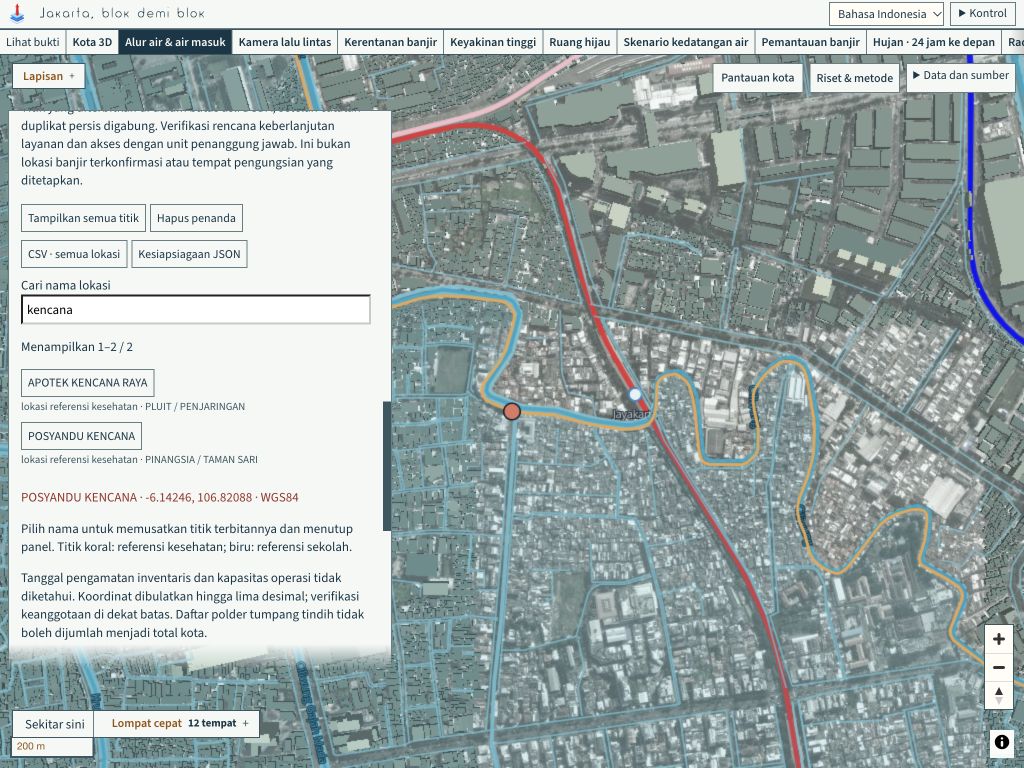 Jakarta, blok demi blok
Bahasa Indonesia
Kontrol
Lihat bukti
Kota 3D
Alur air & air masuk
Kamera lalu lintas
Kerentanan banjir
Keyakinan tinggi
Ruang hijau
Skenario kedatangan air
Pemantauan banjir
Hujan · 24 jam ke depan
Lapisan +
Pantauan kota
Riset & metode
Data dan sumber
duplikat persis digabung. Verifikasi rencana keberlanjutan
layanan dan akses dengan unit penanggung jawab. Ini bukan
lokasi banjir terkonfirmasi atau tempat pengungsian yang
ditetapkan.
Tampilkan semua titik
Hapus penanda
CSV · semua lokasi
Kesiapsiagaan JSON
Cari nama lokasi
kencana
Menampilkan 1–2 / 2
APOTEK KENCANA RAYA
lokasi referensi kesehatan · PLUIT / PENJARINGAN
POSYANDU KENCANA
lokasi referensi kesehatan · PINANGSIA / TAMAN SARI
POSYANDU KENCANA · -6.14246, 106.82088 · WGS84
Pilih nama untuk memusatkan titik terbitannya dan menutup
panel. Titik koral: referensi kesehatan; biru: referensi sekolah.
Tanggal pengamatan inventaris dan kapasitas operasi tidak
diketahui. Koordinat dibulatkan hingga lima desimal; verifikasi
keanggotaan di dekat batas. Daftar polder tumpang tindih tidak
boleh dijumlah menjadi total kota.
Jayakarta
Sekitar sini
Lompat cepat 12 tempat +
200 m